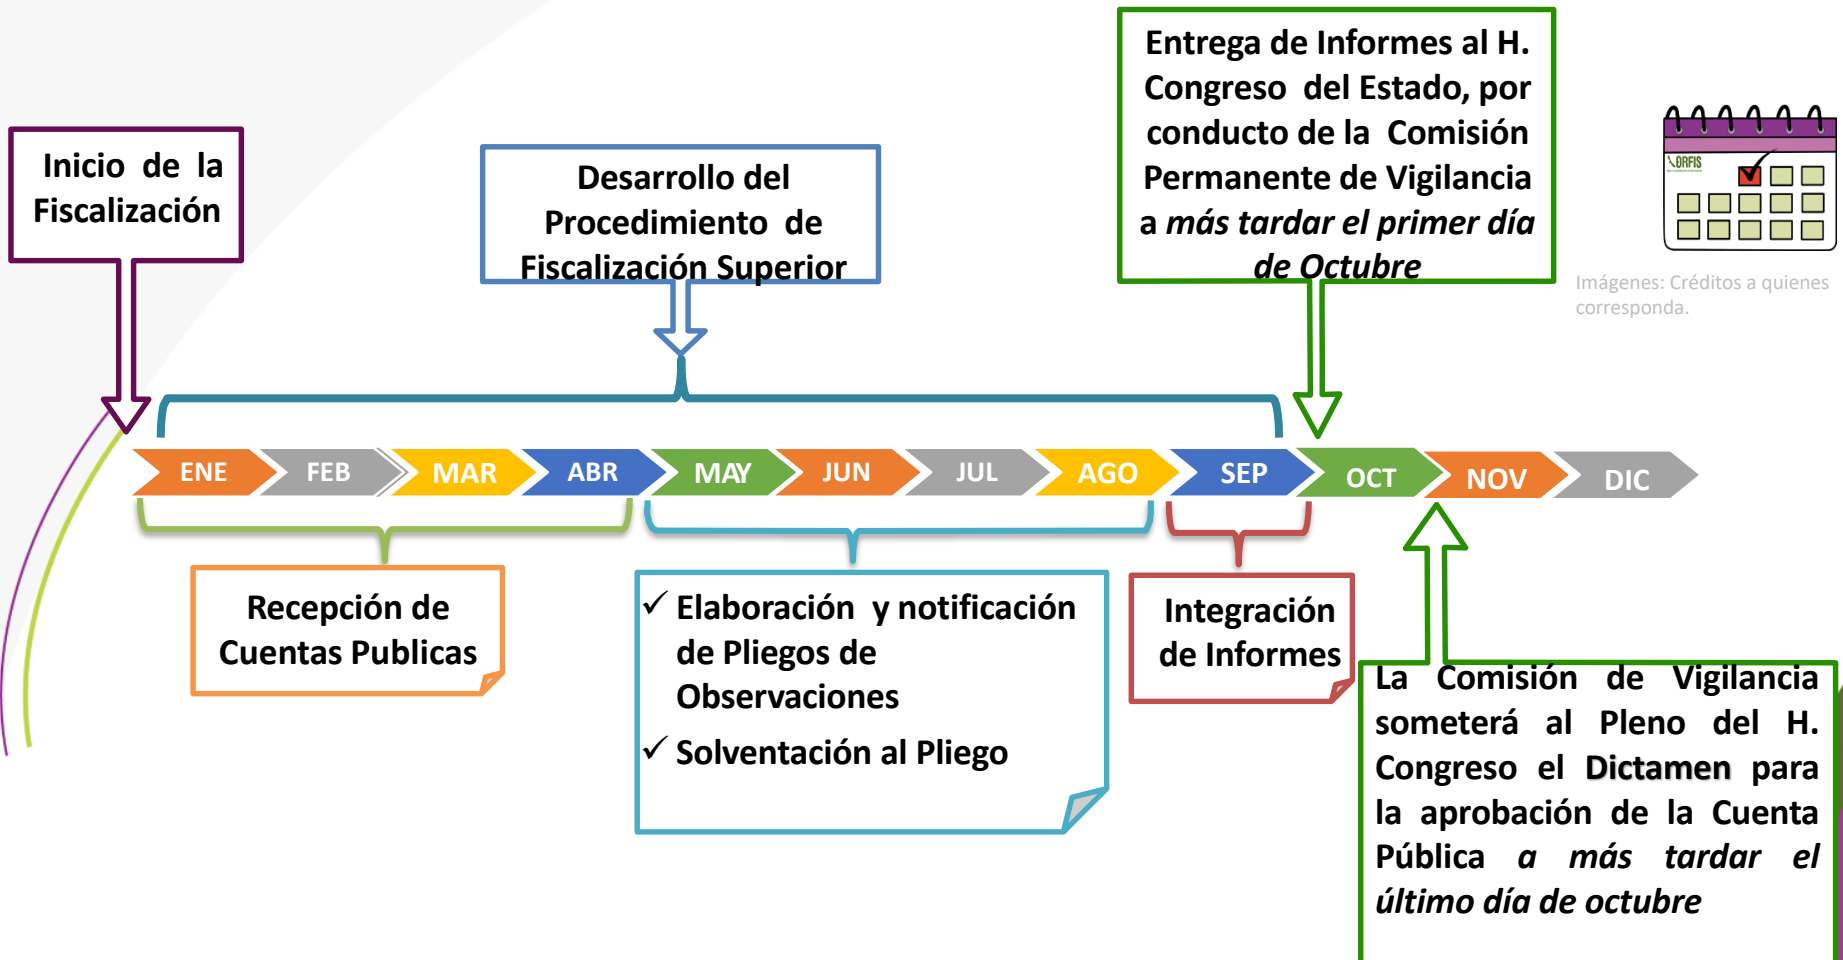 Inicio de la
Fiscalización
Desarrollo del
Procedimiento de
Fiscalización Superior
Entrega de Informes al H.
Congreso del Estado, por
conducto de la Comisión
Permanente de Vigilancia
a más tardar el primer día
de Octubre
ORFIS
Imágenes: Créditos a quienes
corresponda.
ENE FEB MAR ABR MAY JUN JUL AGO SEP OCT NOV DIC
Recepción de
Cuentas Publicas
✓ Elaboración y notificación
de Pliegos de
Observaciones
✓ Solventación al Pliego
Integración
de Informes
La Comisión de Vigilancia
someterá al Pleno del H.
Congreso el Dictamen para
la aprobación de la Cuenta
Pública a más tardar el
último día de octubre